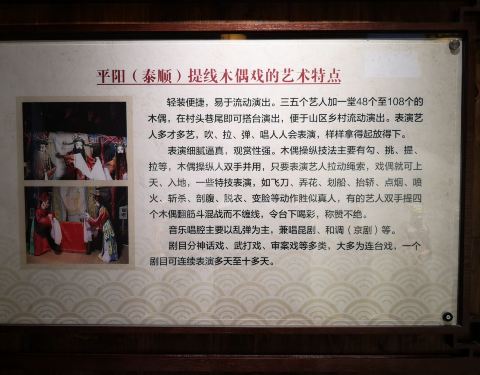 平阳（泰顺）提线木偶戏的艺术特点
轻装便捷，易于流动演出。三五个艺人加一堂48个至108个的
木偶，在村头巷尾即可搭台演出，便于山区乡村流动演出。表演艺
人多才多艺，吹、拉、弹、唱人人会表演，样样拿得起放得下。
表演细腻逼真，观赏性强。木偶操纵技法主要有勾、挑、提、
拉等，木偶操纵人双手并用，只要表演艺人拉动绳索，戏偶就可上
天、入地，一些特技表演，如飞刀、弄花、划船、抬轿、点烟、喷
火、斩杀、刮腹、脱衣、变脸等动作胜似真人，有的艺人双手提四
个木偶翻筋斗混战而不缠线，令台下喝彩，称赞不绝。
音乐唱腔主要以乱弹为主，兼唱昆剧、和调（京剧）等。
剧目分神话戏、武打戏、审案戏等多类，大多为连台戏，一个
剧目可连续表演多天至十多天。